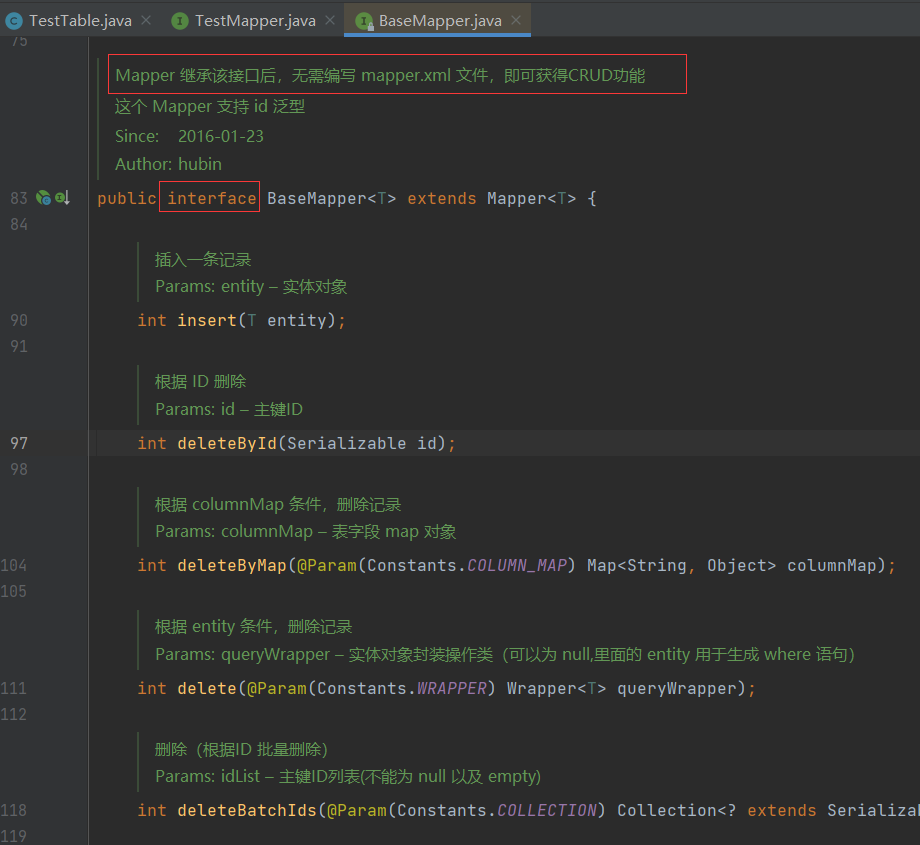 TestTable.java
TestMapper.java
BaseMapper.java
75
Mapper 继承该接口后，无需编写 mapper.xml 文件，即可获得CRUD功能
这个 Mapper 支持 id 泛型
Since: 2016-01-23
Author: hubin
83 public interface BaseMapper<T> extends Mapper<T> {
84
插入一条记录
Params: entity – 实体对象
90 int insert(T entity);
91
根据 ID 删除
Params: id – 主键ID
97 int deleteById(Serializable id);
98
根据 columnMap 条件，删除记录
Params: columnMap – 表字段 map 对象
104 int deleteByMap(@Param(Constants.COLUMN_MAP) Map<String, Object> columnMap);
105
根据 entity 条件，删除记录
Params: queryWrapper – 实体对象封装操作类（可以为 null,里面的 entity 用于生成 where 语句）
111 int delete(@Param(Constants.WRAPPER) Wrapper<T> queryWrapper);
112
删除（根据ID 批量删除）
Params: idList – 主键ID列表(不能为 null 以及 empty)
118 int deleteBatchIds(@Param(Constants.COLLECTION) Collection<? extends Serializa
119